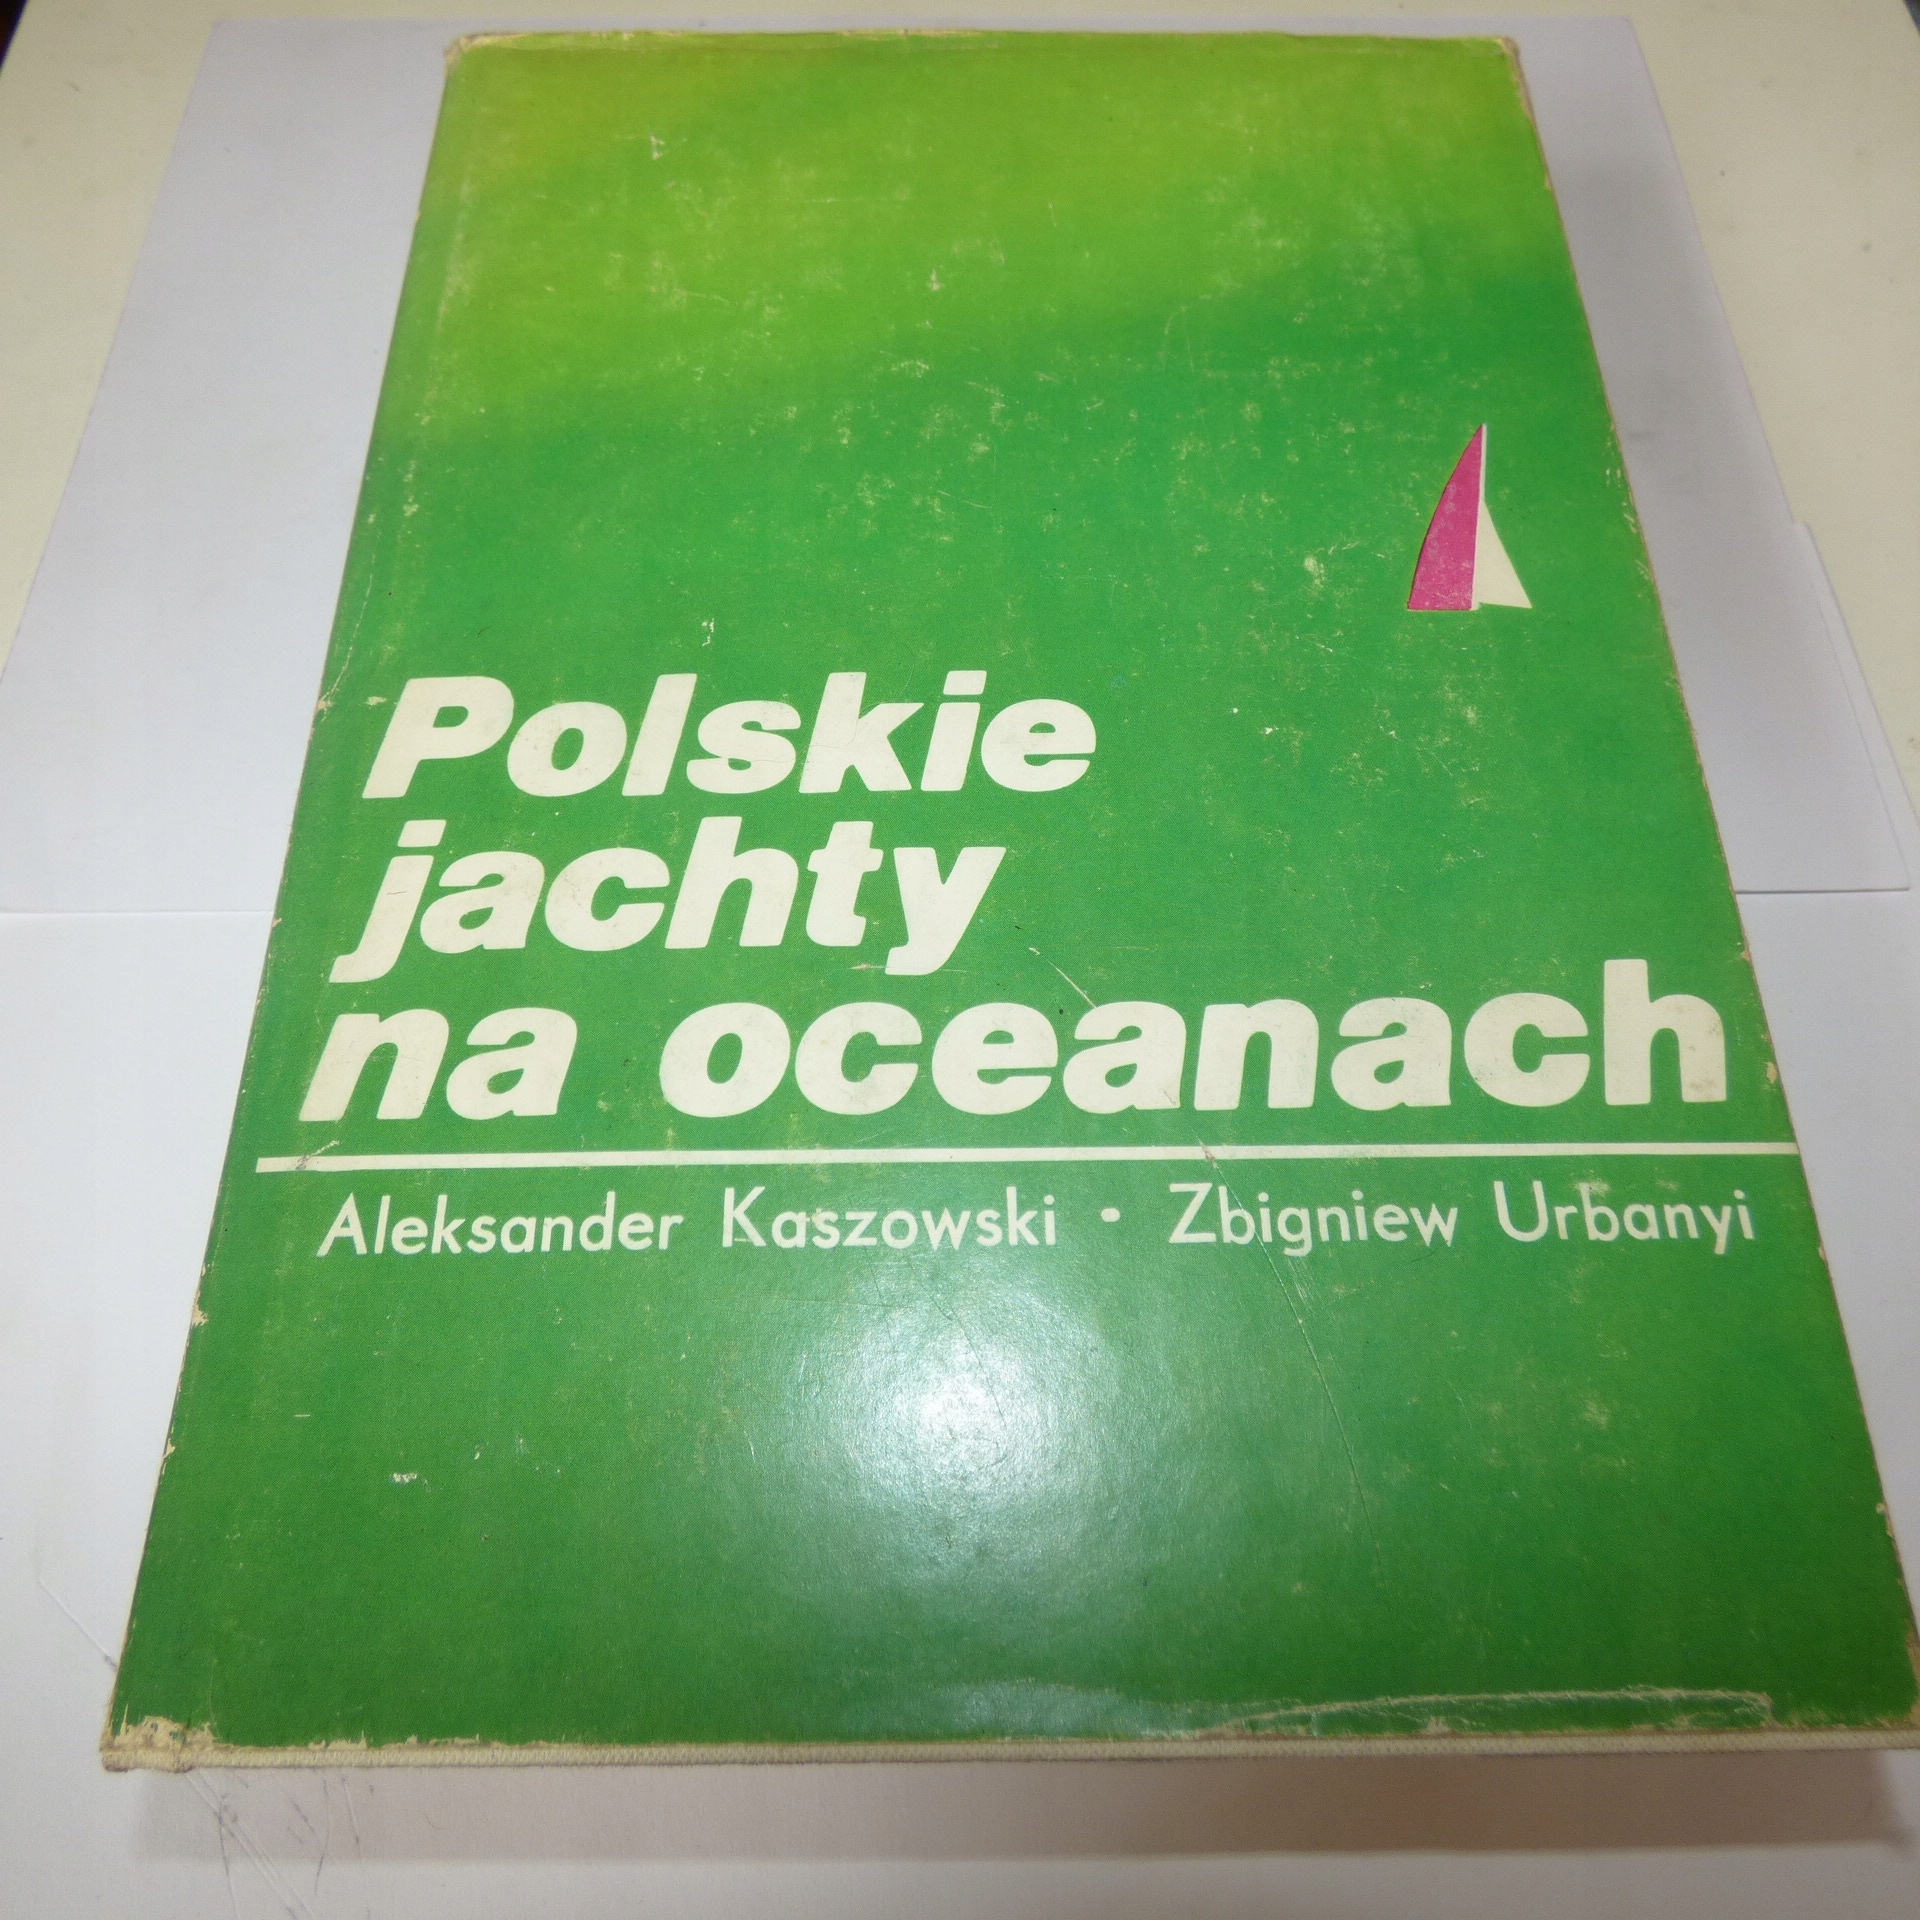 Polskie
jachty
na oceanach
Aleksander Kaszowski • Zbigniew Urbanyi